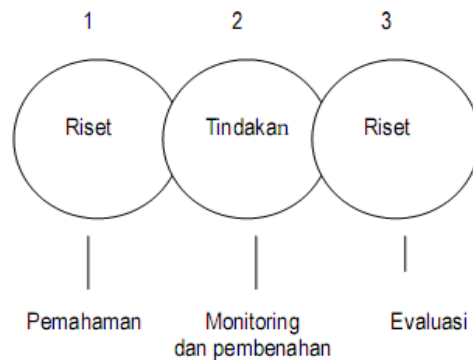 1 2 3
Riset Tindakan Riset
Pemahaman Monitoring Evaluasi
dan pembenahan